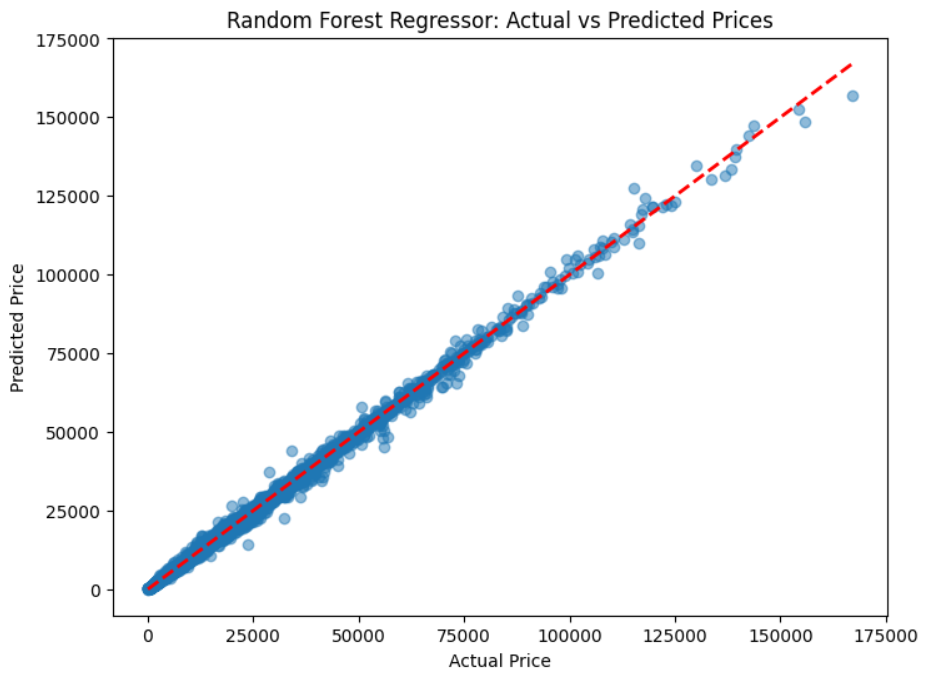 Random Forest Regressor: Actual vs Predicted Prices
175000
150000
125000
100000
75000
50000
25000
0
Predicted Price
0 25000 50000 75000 100000 125000 150000 175000
Actual Price